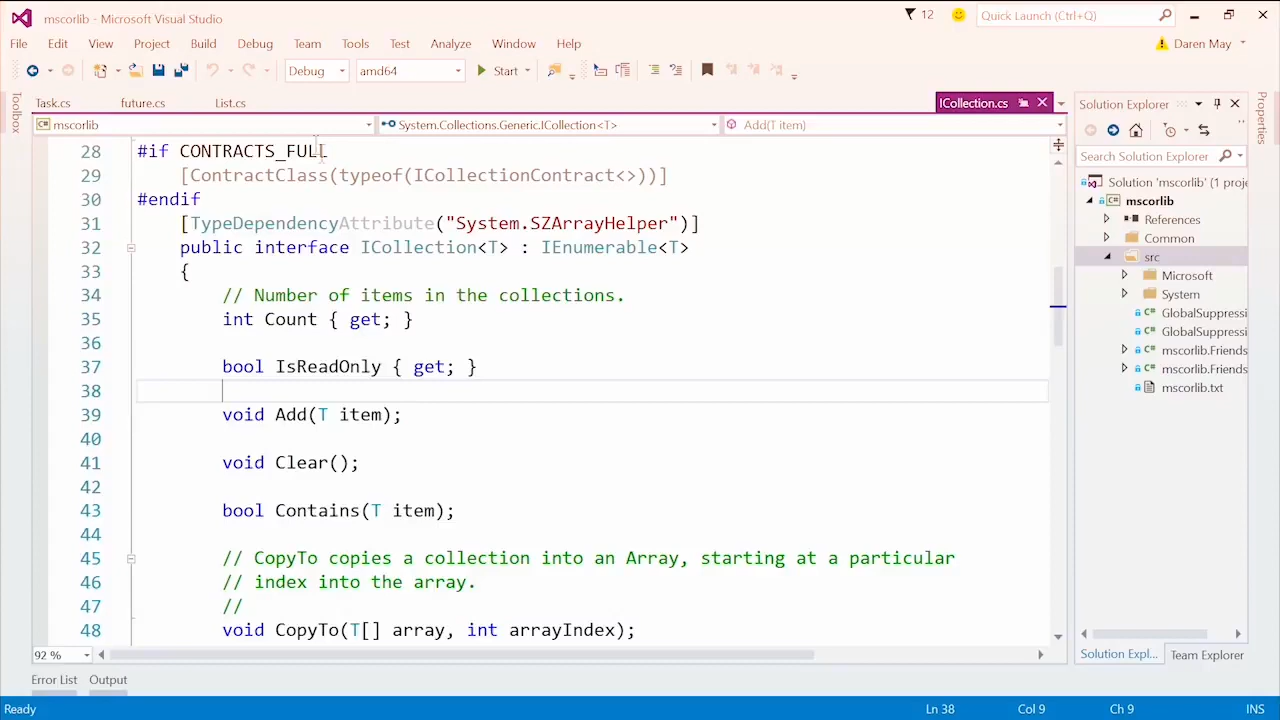 mscorlib - Microsoft Visual Studio
12
Quick Launch (Ctrl+Q)
File Edit View Project Build Debug Team Tools Test Analyze Window Help
Daren May
Debug
amd64
Start
Toolbox
Task.cs
future.cs
List.cs
ICollection.cs
Solution Explorer
Properties
mscorlib
System.Collections.Generic.ICollection<T>
Add(T item)
28 #if CONTRACTS_FULL
29 [ContractClass(typeof(ICollectionContract<>))]
30 #endif
31 [TypeDependencyAttribute("System.SZArrayHelper")]
32 public interface ICollection<T> : IEnumerable<T>
33 {
34 // Number of items in the collections.
35 int Count { get; }
36
37 bool IsReadOnly { get; }
38
39 void Add(T item);
40
41 void Clear();
42
43 bool Contains(T item);
44
45 // CopyTo copies a collection into an Array, starting at a particular
46 // index into the array.
47 //
48 void CopyTo(T[] array, int arrayIndex);
Search Solution Explorer
Solution 'mscorlib' (1 proje
mscorlib
References
Common
src
Microsoft
System
GlobalSuppressi
GlobalSuppressi
mscorlib.Friends
mscorlib.Friends
mscorlib.txt
92 %
Solution Expl...
Team Explorer
Error List
Output
Ready
Ln 38
Col 9
Ch 9
INS